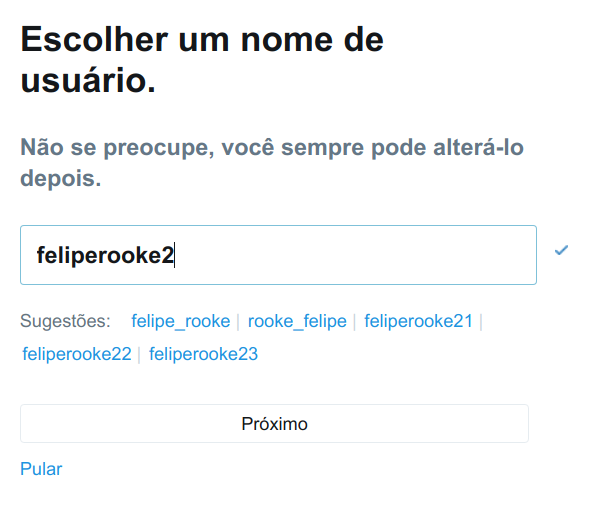 Escolher um nome de
usuário.
Não se preocupe, você sempre pode alterá-lo
depois.
feliperooke2
Sugestões: felipe_rooke | rooke_felipe | feliperooke21 |
feliperooke22 | feliperooke23
Próximo
Pular